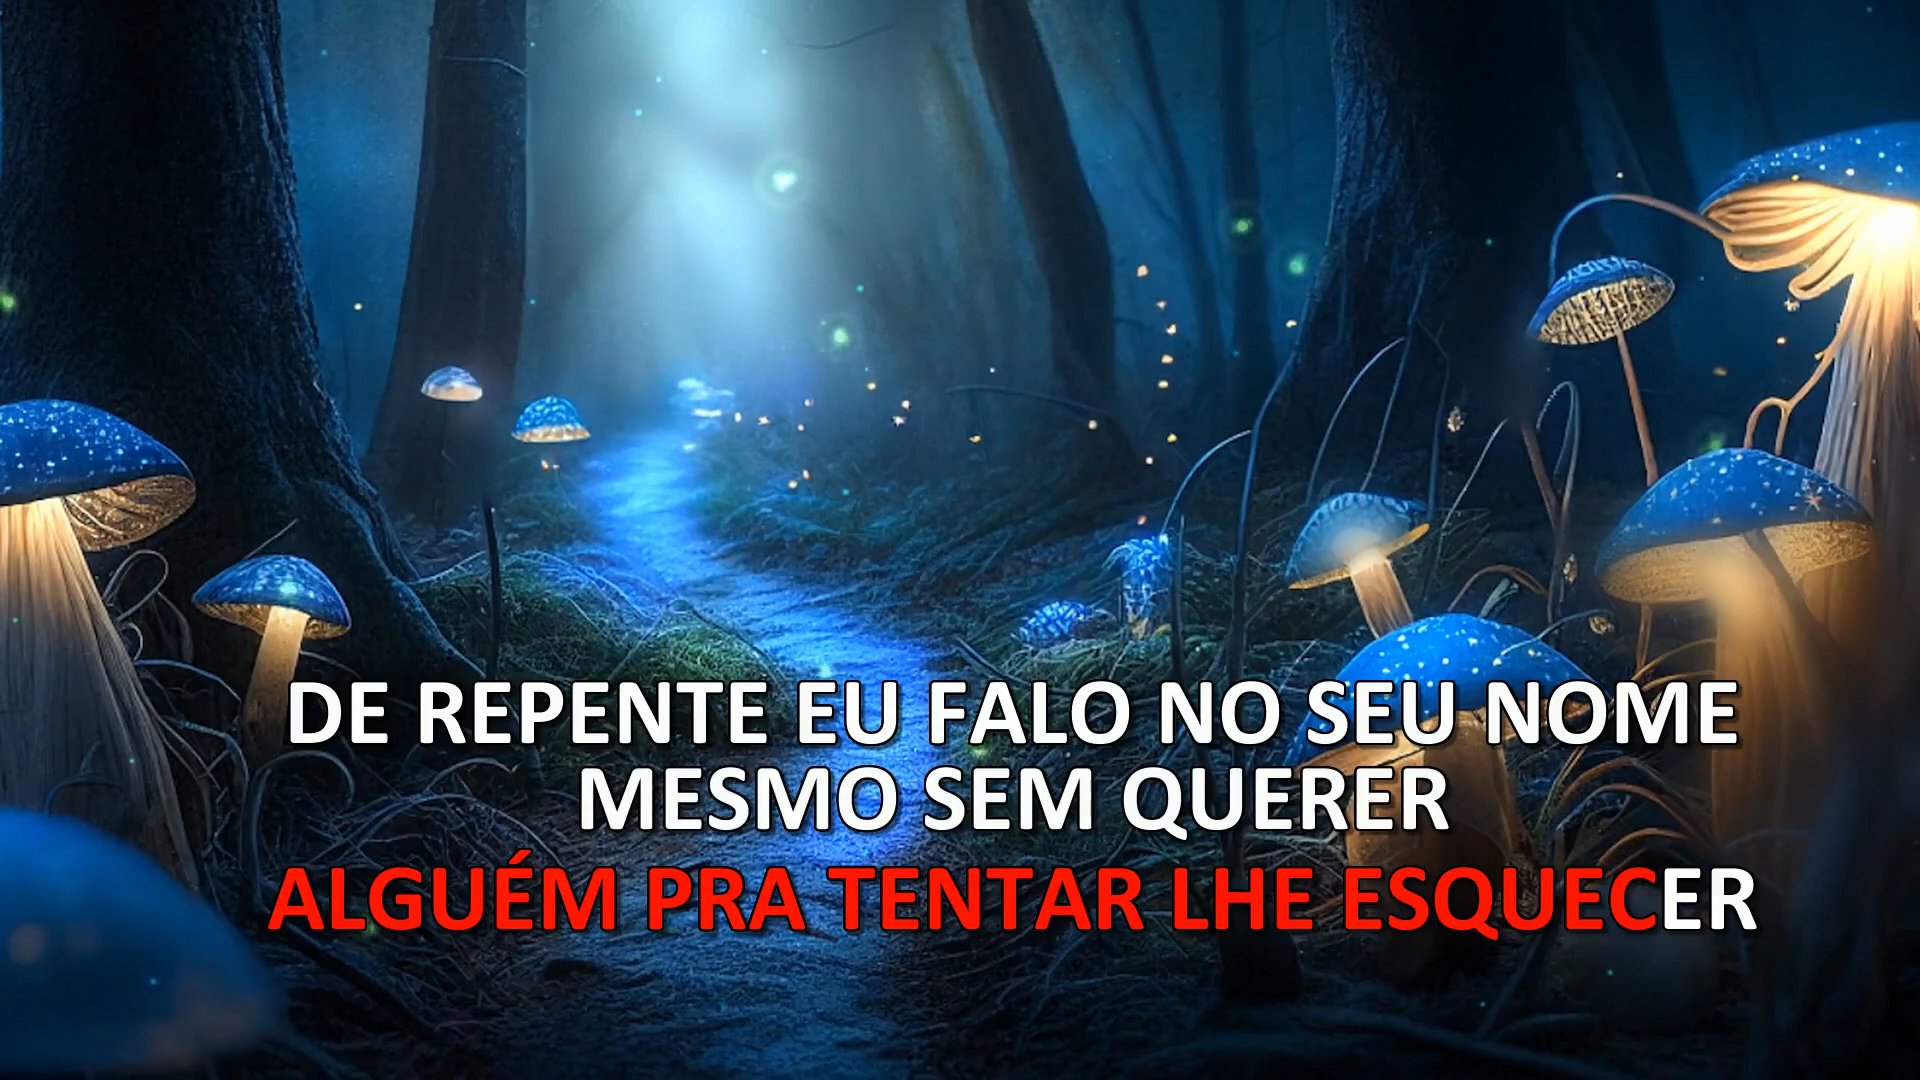 DE REPENTE EU FALO NO SEU NOME
MESMO SEM QUERER
ALGUÉM PRA TENTAR LHE ESQUECER